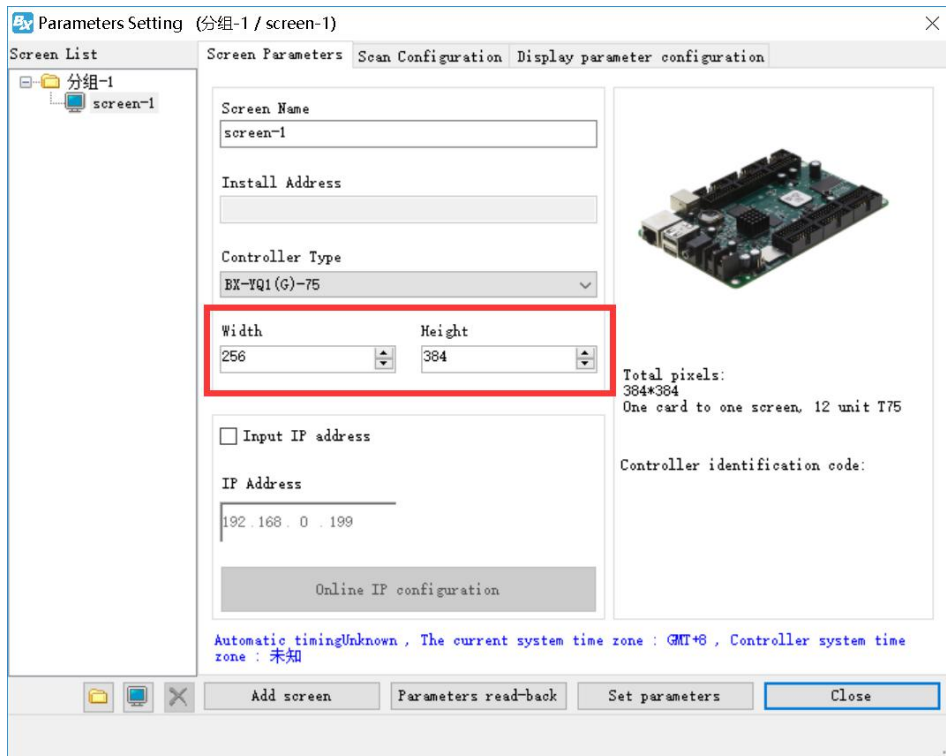 BX Parameters Setting (分组-1 / screen-1)
Screen List
Screen Parameters Scan Configuration Display parameter configuration
分组-1
screen-1
Screen Name
screen-1
Install Address
Controller Type
BX-YQ1(G)-75
Width Height
256 384
Total pixels:
384*384
One card to one screen, 12 unit T75
Input IP address
Controller identification code:
IP Address
192 . 168 . 0 . 199
Online IP configuration
Automatic timingUnknown , The current system time zone : GMT+8 , Controller system time
zone : 未知
Add screen Parameters read-back Set parameters Close